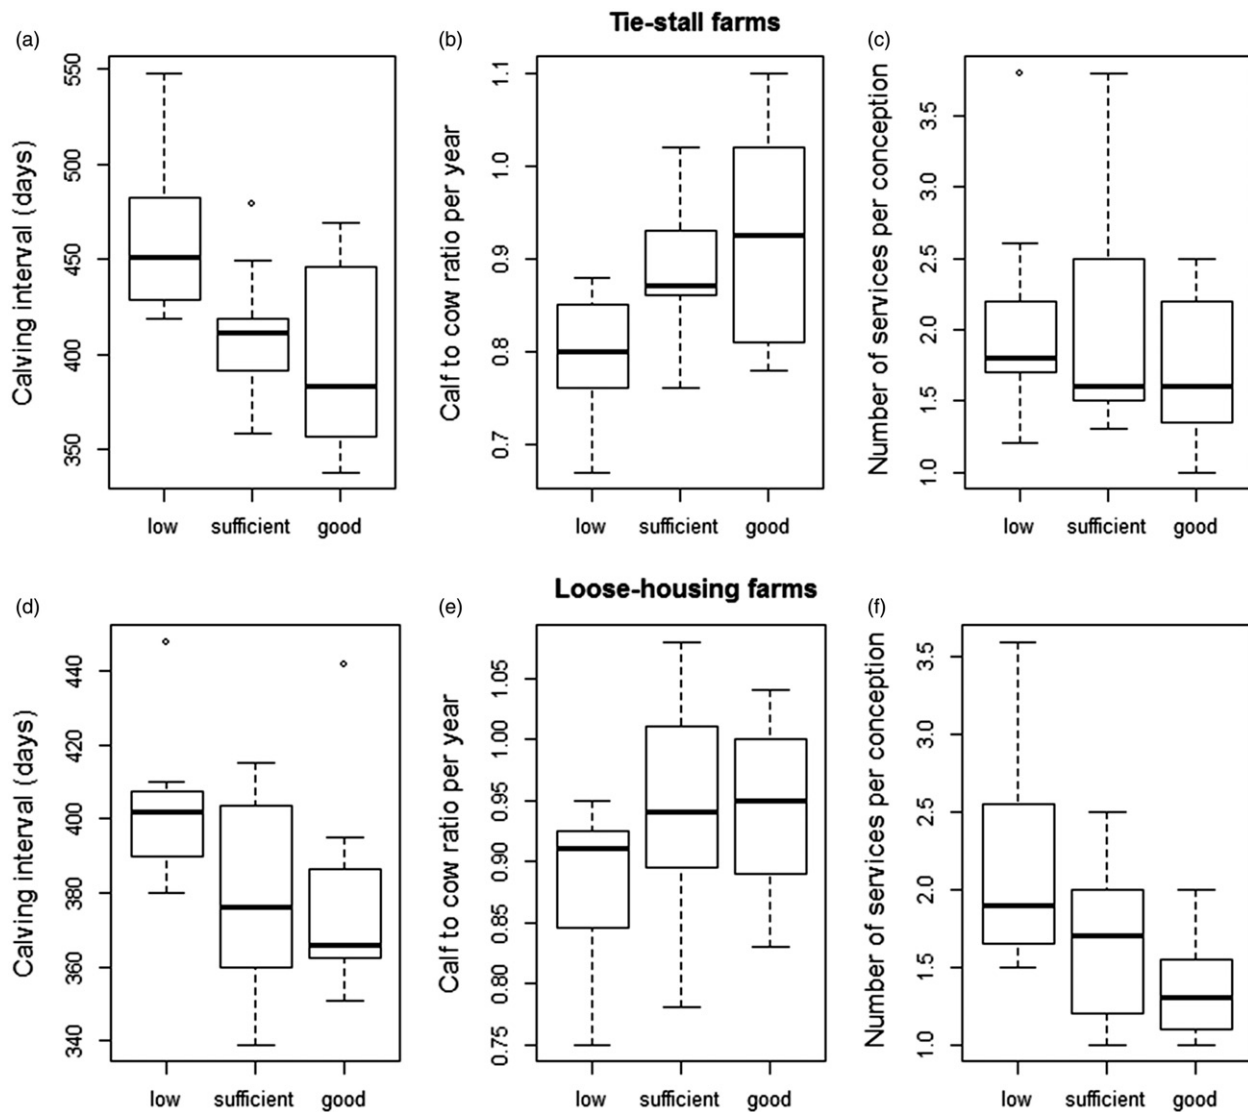 Tie-stall farms
(a)
Calving interval (days)
550
500
450
400
350
low sufficient good
(b)
Calf to cow ratio per year
1.1
1.0
0.9
0.8
0.7
low sufficient good
(c)
Number of services per conception
3.5
3.0
2.5
2.0
1.5
1.0
low sufficient good
Loose-housing farms
(d)
Calving interval (days)
440
420
400
380
360
340
low sufficient good
(e)
Calf to cow ratio per year
1.05
1.00
0.95
0.90
0.85
0.80
0.75
low sufficient good
(f)
Number of services per conception
3.5
3.0
2.5
2.0
1.5
1.0
low sufficient good